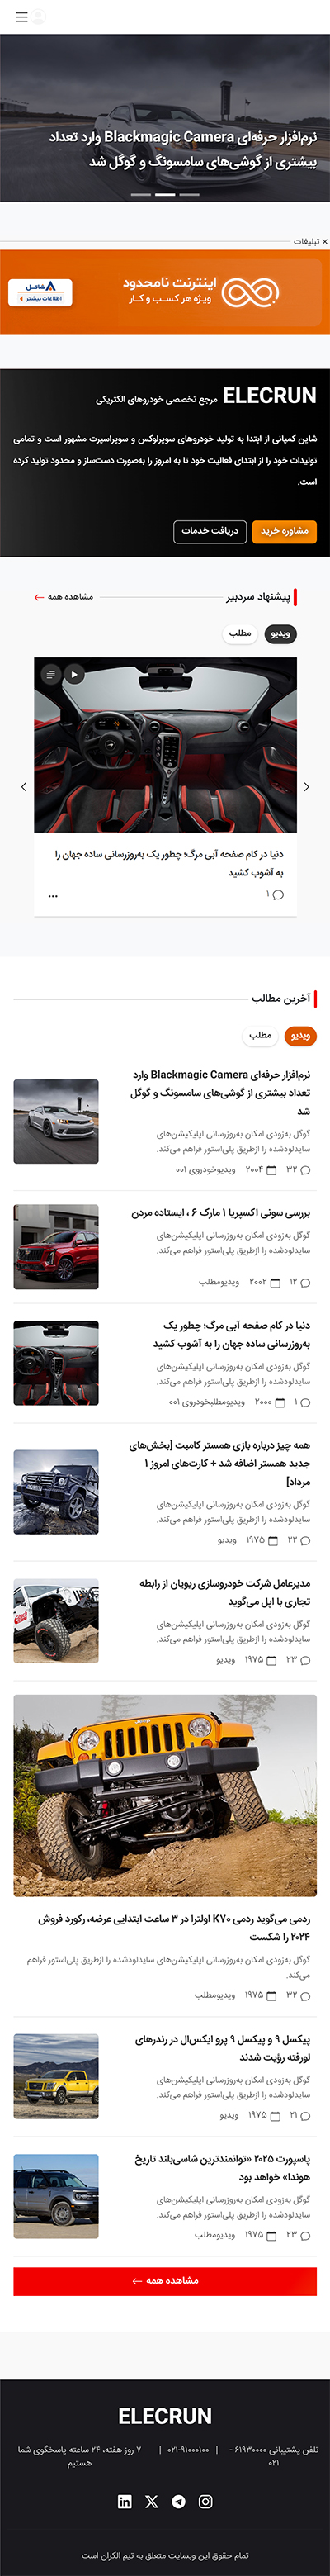 نرم‌افزار حرفه‌ای Blackmagic Camera وارد تعداد
بیشتری از گوشی‌های سامسونگ و گوگل شد
× تبلیغات
اینترنت نامحدود
ویژه هر کسب و کار
شاتل
اطلاعات بیشتر
ELECRUN مرجع تخصصی خودروهای الکتریکی
شاین کمپانی از ابتدا به تولید خودروهای سوپرلوکس و سوپراسپرت مشهور است و تمامی
تولیدات خود را از ابتدای فعالیت خود تا به امروز را به‌صورت دست‌ساز و محدود تولید کرده
است.
مشاوره خرید
دریافت خدمات
پیشنهاد سردبیر
مشاهده همه
ویدیو
مطلب
دنیا در کام صفحه آبی مرگ؛ چطور یک به‌روزرسانی ساده جهان را
به آشوب کشید
۱
آخرین مطالب
ویدیو
مطلب
نرم‌افزار حرفه‌ای Blackmagic Camera وارد
تعداد بیشتری از گوشی‌های سامسونگ و گوگل
شد
گوگل به‌زودی امکان به‌روزرسانی اپلیکیشن‌های
سایدلودشده را ازطریق پلی‌استور فراهم می‌کند.
۳۲ ۲۰۰۴ ویدیوخودروی ۰۰۱
بررسی سونی اکسپریا 1 مارک ۶ ، ایستاده مردن
گوگل به‌زودی امکان به‌روزرسانی اپلیکیشن‌های
سایدلودشده را ازطریق پلی‌استور فراهم می‌کند.
۱۲ ۲۰۰۲ ویدیومطلب
دنیا در کام صفحه آبی مرگ؛ چطور یک
به‌روزرسانی ساده جهان را به آشوب کشید
گوگل به‌زودی امکان به‌روزرسانی اپلیکیشن‌های
سایدلودشده را ازطریق پلی‌استور فراهم می‌کند.
۱ ۲۰۰۰ ویدیومطلبخودروی ۰۰۱
همه چیز درباره بازی همستر کامبت [بخش‌های
جدید همستر اضافه شد + کارت‌های امروز 1
مرداد]
گوگل به‌زودی امکان به‌روزرسانی اپلیکیشن‌های
سایدلودشده را ازطریق پلی‌استور فراهم می‌کند.
۲۲ ۱۹۷۵ ویدیو
مدیرعامل شرکت خودروسازی ریویان از رابطه
تجاری با اپل می‌گوید
گوگل به‌زودی امکان به‌روزرسانی اپلیکیشن‌های
سایدلودشده را ازطریق پلی‌استور فراهم می‌کند.
۲۳ ۱۹۷۵ ویدیو
ردمی می‌گوید ردمی K70 اولترا در ۳ ساعت ابتدایی عرضه، رکورد فروش
۲۰۲۴ را شکست
گوگل به‌زودی امکان به‌روزرسانی اپلیکیشن‌های سایدلودشده را ازطریق پلی‌استور فراهم
می‌کند.
۳۲ ۱۹۷۵ ویدیومطلب
پیکسل ۹ و پیکسل ۹ پرو ایکس‌ال در رندرهای
لورفته رؤیت شدند
گوگل به‌زودی امکان به‌روزرسانی اپلیکیشن‌های
سایدلودشده را ازطریق پلی‌استور فراهم می‌کند.
۲۱ ۱۹۷۵ ویدیو
پاسپورت ۲۰۲۵ «توانمندترین شاسی‌بلند تاریخ
هوندا» خواهد بود
گوگل به‌زودی امکان به‌روزرسانی اپلیکیشن‌های
سایدلودشده را ازطریق پلی‌استور فراهم می‌کند.
۲۳ ۱۹۷۵ ویدیومطلب
مشاهده همه
ELECRUN
تلفن پشتیبانی ۶۱۹۳۰۰۰۰ - ۰۲۱ | ۰۲۱-۹۱۰۰۰۱۰۰ | ۷ روز هفته، ۲۴ ساعته پاسخگوی شما هستیم
تمام حقوق این وبسایت متعلق به تیم الکران است